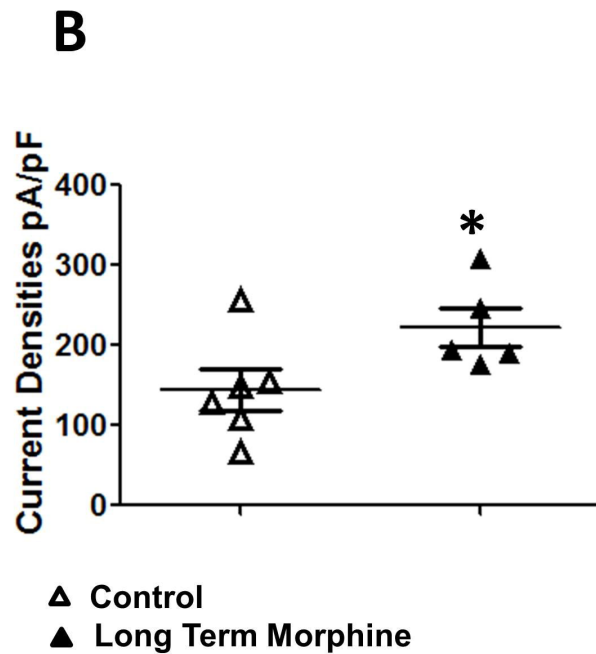 B
Current Densities pA/pF
400
300
200
100
0
*
Control
Long Term Morphine